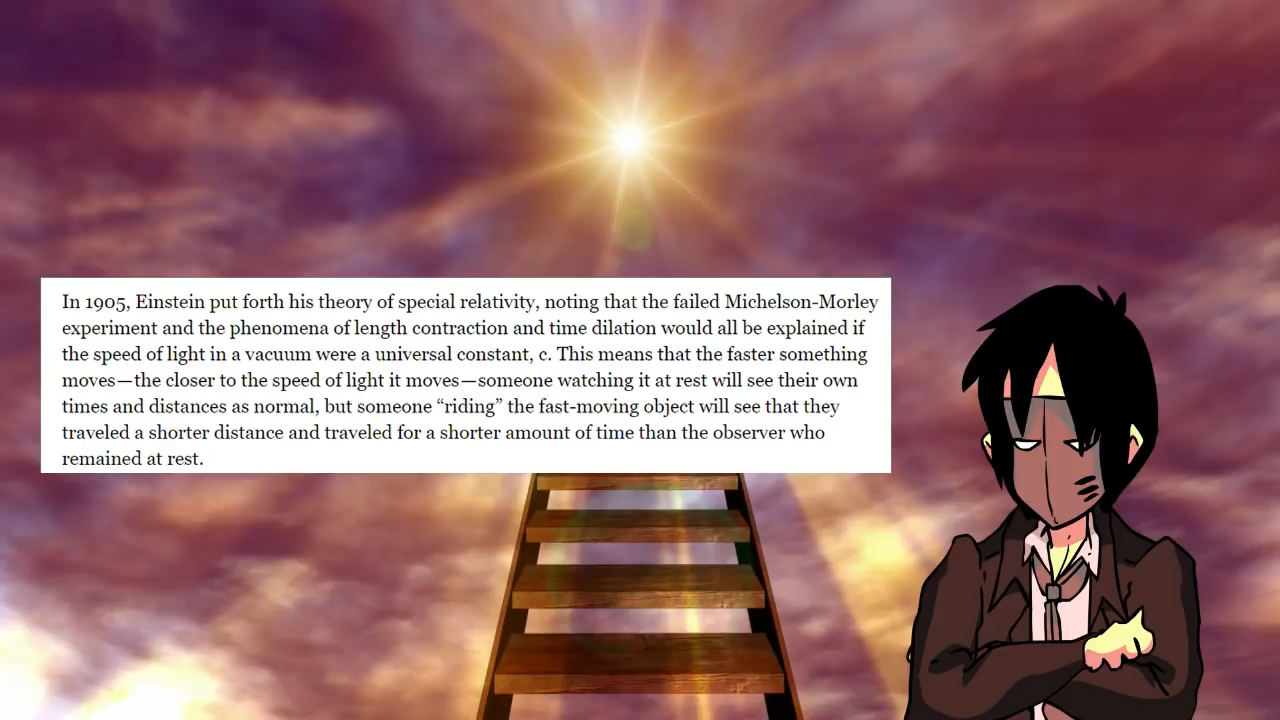 In 1905, Einstein put forth his theory of special relativity, noting that the failed Michelson-Morley
experiment and the phenomena of length contraction and time dilation would all be explained if
the speed of light in a vacuum were a universal constant, c. This means that the faster something
moves—the closer to the speed of light it moves—someone watching it at rest will see their own
times and distances as normal, but someone “riding” the fast-moving object will see that they
traveled a shorter distance and traveled for a shorter amount of time than the observer who
remained at rest.